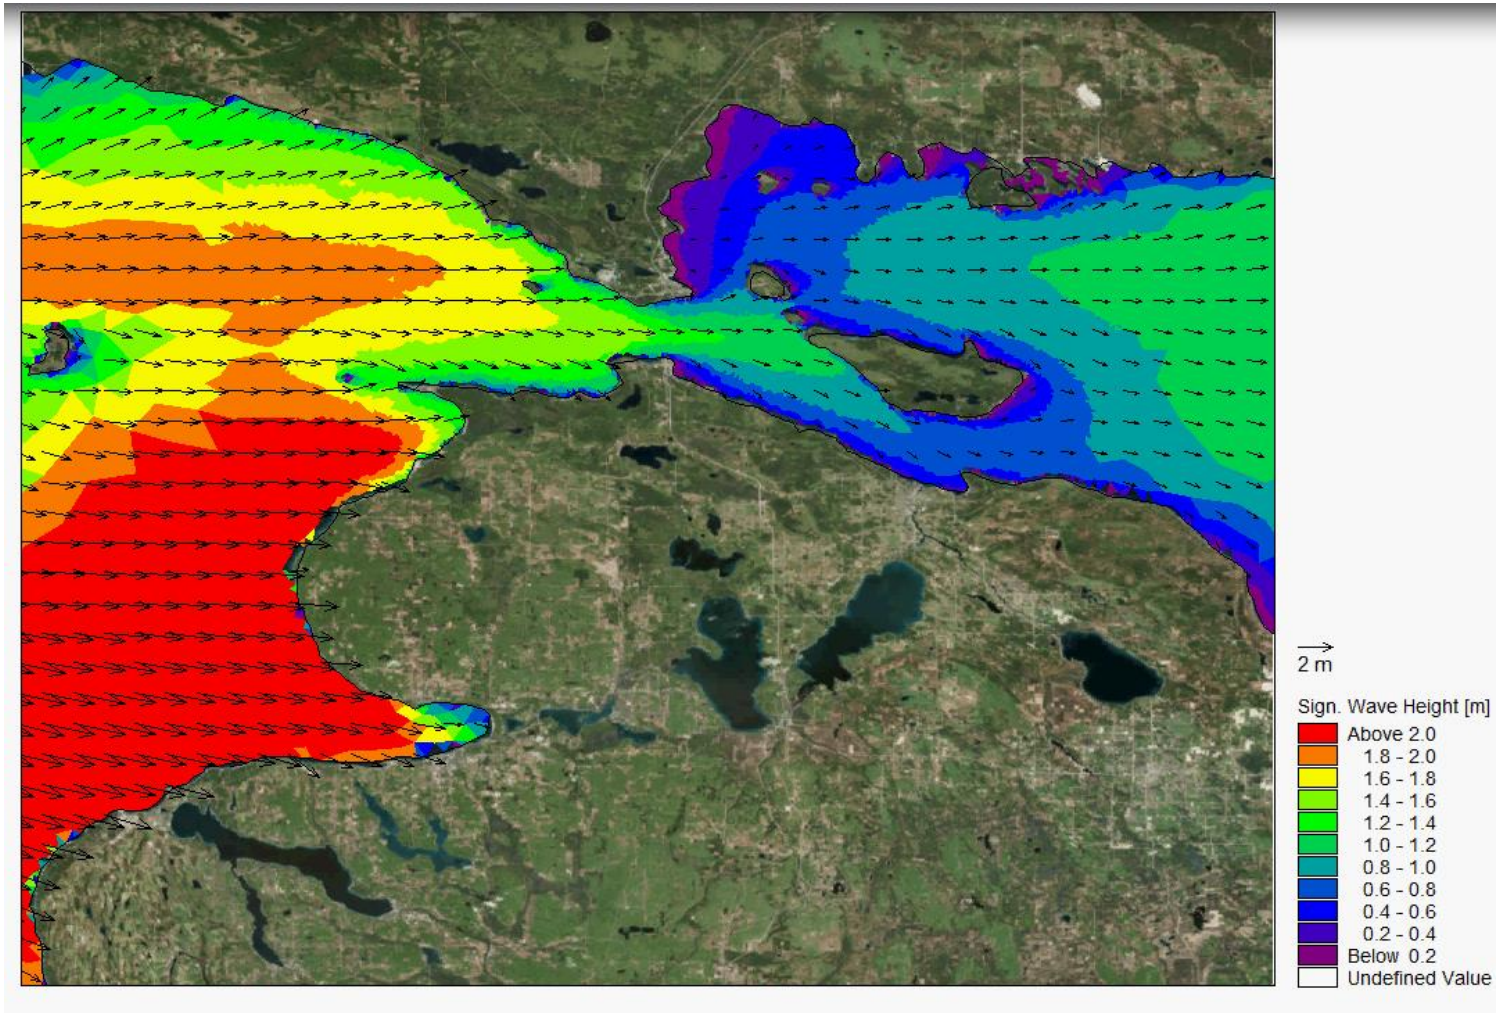 2 m
Sign. Wave Height [m]
Above 2.0
1.8 - 2.0
1.6 - 1.8
1.4 - 1.6
1.2 - 1.4
1.0 - 1.2
0.8 - 1.0
0.6 - 0.8
0.4 - 0.6
0.2 - 0.4
Below 0.2
Undefined Value